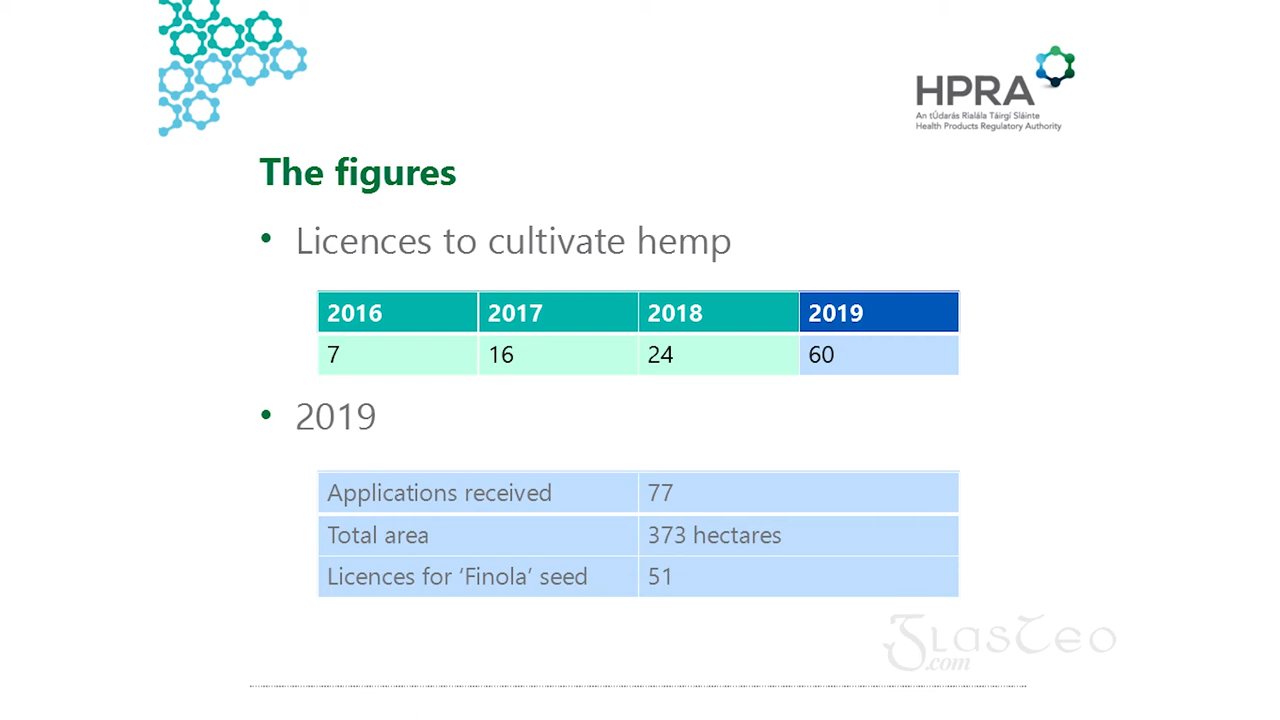 HPRA
An tÚdarás Rialála Táirgí Sláinte
Health Products Regulatory Authority
The figures
• Licences to cultivate hemp
2016 2017 2018 2019
7 16 24 60
• 2019
Applications received 77
Total area 373 hectares
Licences for ‘Finola’ seed 51
Glasteo
.com